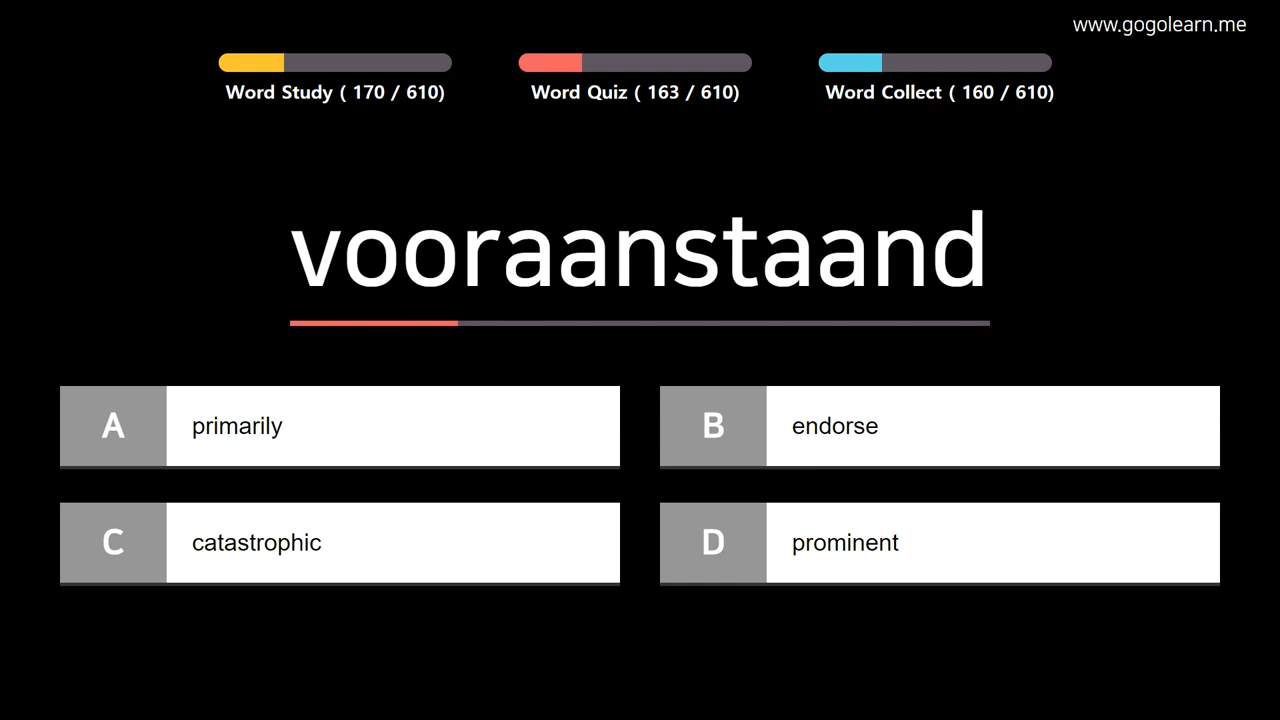 www.gogolearn.me
Word Study ( 170 / 610)
Word Quiz ( 163 / 610)
Word Collect ( 160 / 610)
vooraanstaand
A primarily
B endorse
C catastrophic
D prominent